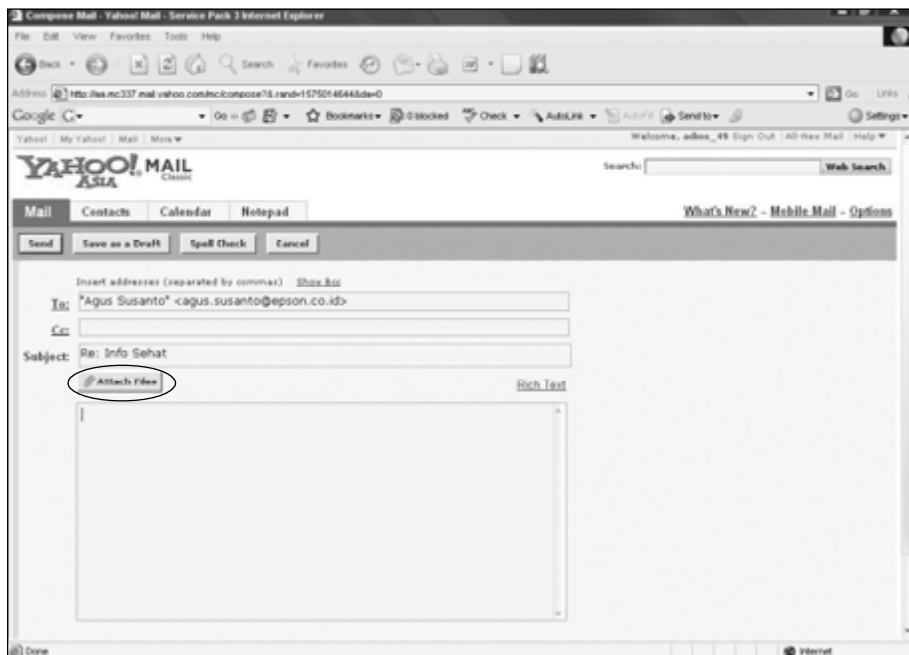 Compose Mail - Yahoo! Mail - Service Pack 3 Internet Explorer
File Edit View Favorites Tools Help
Back Search Favorites
Address Go Links
Google Go Bookmarks 0 blocked Check AutoLink AutoFill Send to Settings
Yahoo! My Yahoo! Mail More Welcome, adios_49 Sign Out All-New Mail Help
YAHOO! MAIL
ASIA Classic
Search: Web Search
Mail Contacts Calendar Notepad What's New? - Mobile Mail - Options
Send Save as a Draft Spell Check Cancel
Insert addresses (separated by commas) Show Bcc
To: "Agus Susanto" <agus.susanto@epson.co.id>
Cc:
Subject: Re: Info Sehat
Attach Files Rich Text
Done Internet